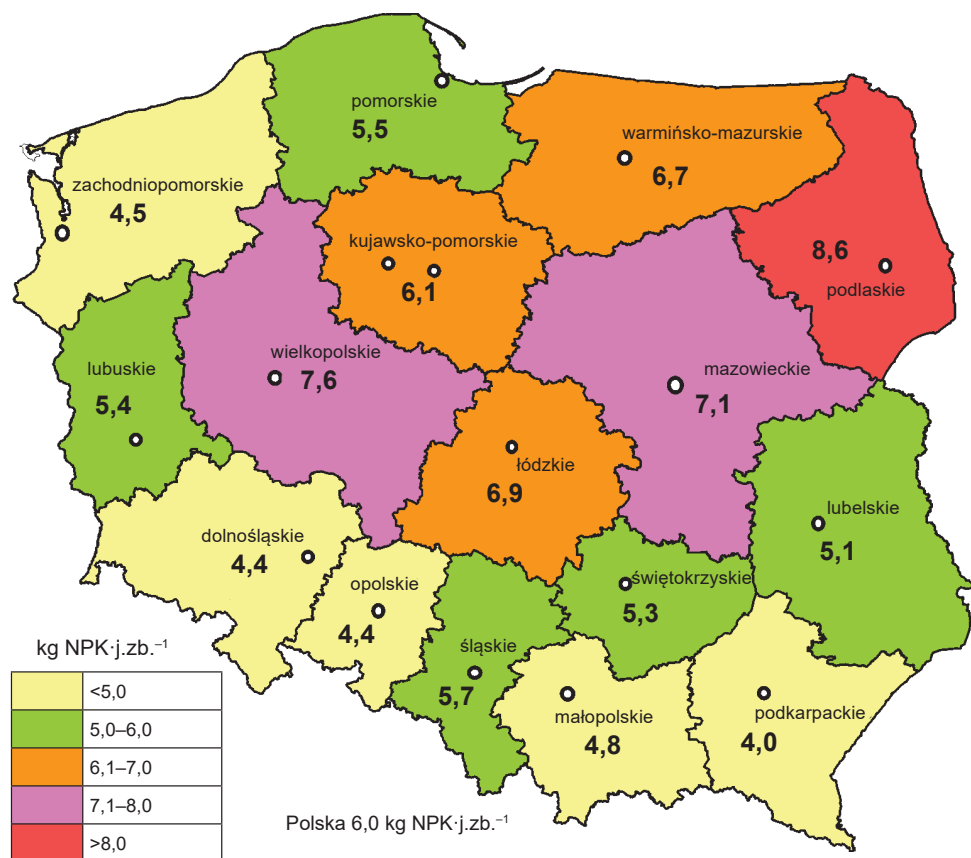 pomorskie
5,5
warmińsko-mazurskie
6,7
zachodniopomorskie
4,5
kujawsko-pomorskie
6,1
8,6
podlaskie
lubuskie
5,4
wielkopolskie
7,6
mazowieckie
7,1
łódzkie
6,9
lubelskie
5,1
dolnośląskie
4,4
opolskie
4,4
świętokrzyskie
5,3
śląskie
5,7
małopolskie
4,8
podkarpackie
4,0
kg NPK·j.zb.⁻¹
<5,0
5,0–6,0
6,1–7,0
7,1–8,0
>8,0
Polska 6,0 kg NPK·j.zb.⁻¹